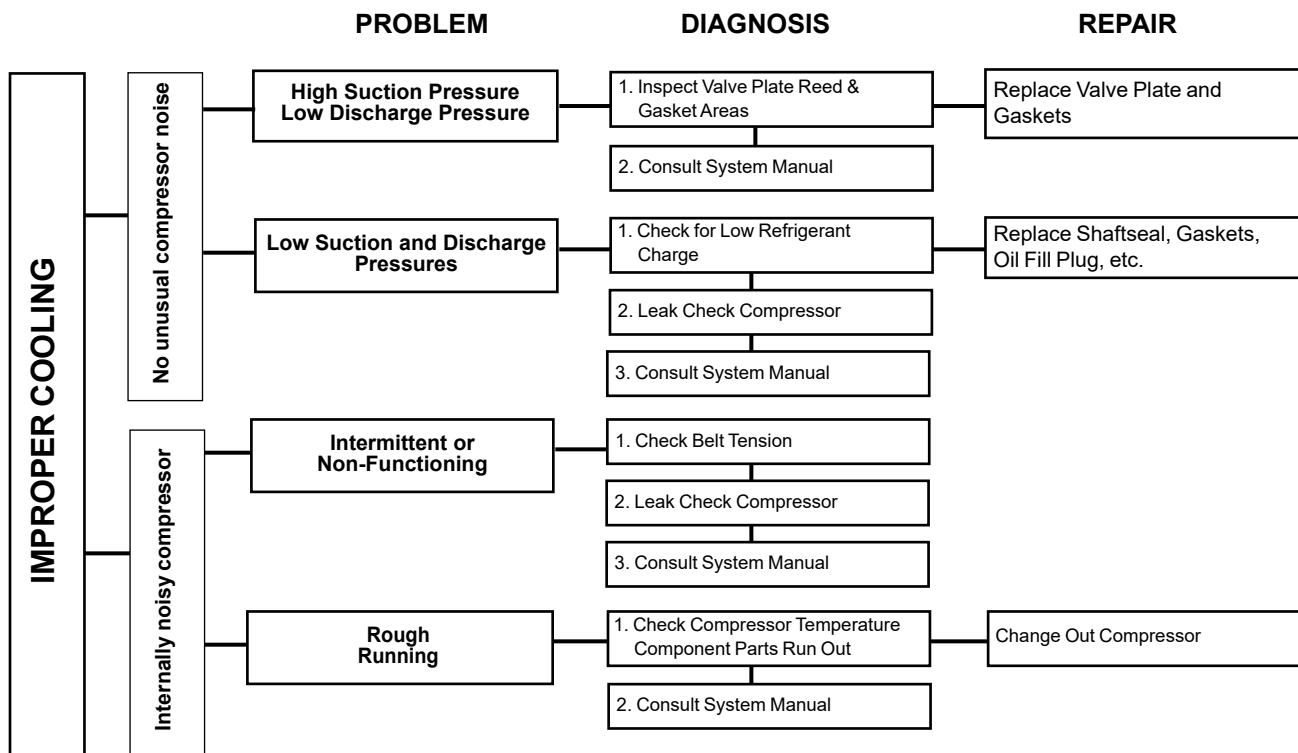 PROBLEM
DIAGNOSIS
REPAIR
IMPROPER COOLING
No unusual compressor noise
High Suction Pressure
Low Discharge Pressure
1. Inspect Valve Plate Reed &
Gasket Areas
Replace Valve Plate and
Gaskets
2. Consult System Manual
Low Suction and Discharge
Pressures
1. Check for Low Refrigerant
Charge
Replace Shaftseal, Gaskets,
Oil Fill Plug, etc.
2. Leak Check Compressor
3. Consult System Manual
Internally noisy compressor
Intermittent or
Non-Functioning
1. Check Belt Tension
2. Leak Check Compressor
3. Consult System Manual
Rough
Running
1. Check Compressor Temperature
Component Parts Run Out
Change Out Compressor
2. Consult System Manual